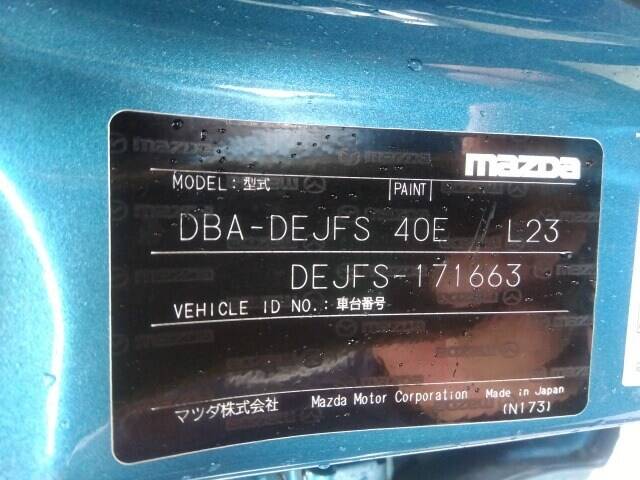 mazda
MODEL: 型式 PAINT
DBA-DEJFS 40E L23
DEJFS-171663
VEHICLE ID NO.: 車台番号
マツダ株式会社 Mazda Motor Corporation Made in Japan
(N173)